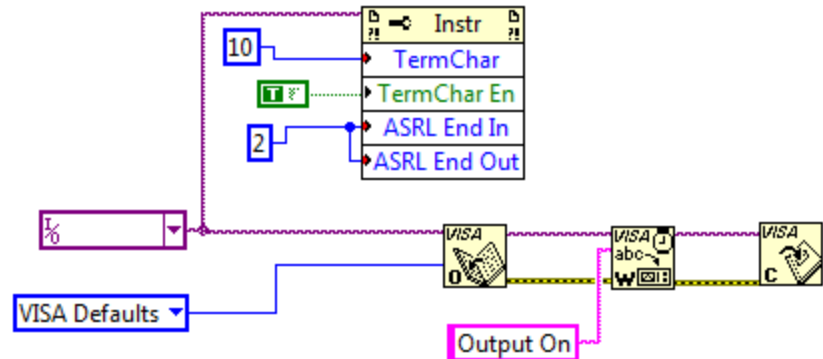 Instr
10
TermChar
T F
TermChar En
2
ASRL End In
ASRL End Out
I/O
VISA
O
VISA
abc
W
VISA
C
VISA Defaults
Output On